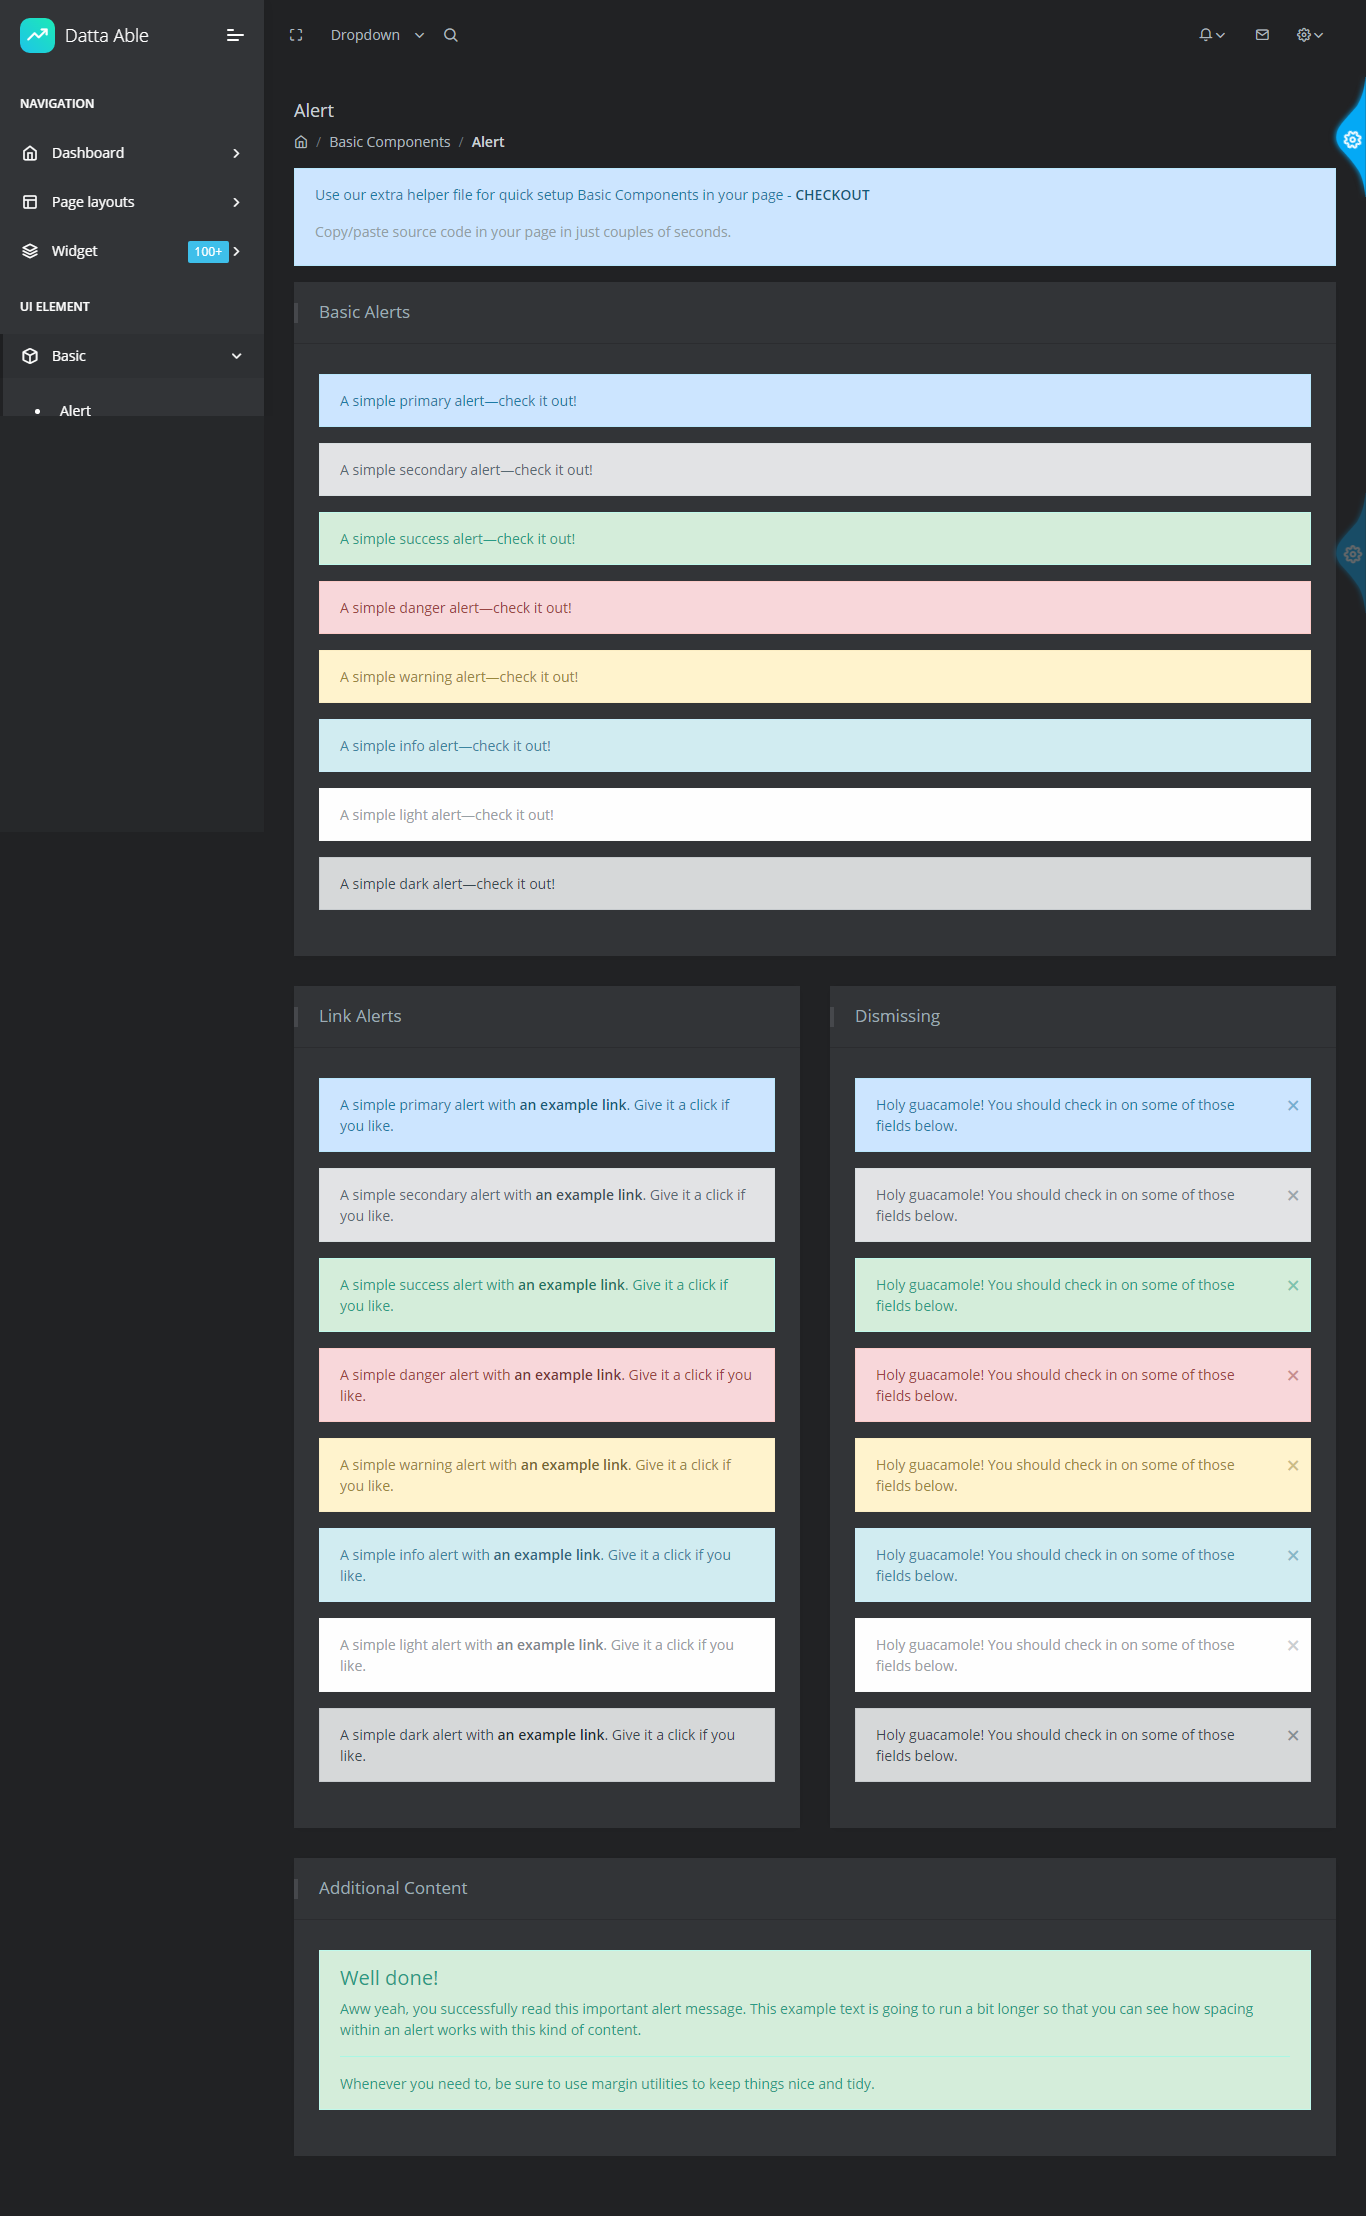 Datta Able
Dropdown
NAVIGATION
Dashboard
Page layouts
Widget 100+
UI ELEMENT
Basic
Alert
Alert
/ Basic Components / Alert
Use our extra helper file for quick setup Basic Components in your page - CHECKOUT
Copy/paste source code in your page in just couples of seconds.
Basic Alerts
A simple primary alert—check it out!
A simple secondary alert—check it out!
A simple success alert—check it out!
A simple danger alert—check it out!
A simple warning alert—check it out!
A simple info alert—check it out!
A simple light alert—check it out!
A simple dark alert—check it out!
Link Alerts
A simple primary alert with an example link. Give it a click if
you like.
A simple secondary alert with an example link. Give it a click if
you like.
A simple success alert with an example link. Give it a click if
you like.
A simple danger alert with an example link. Give it a click if you
like.
A simple warning alert with an example link. Give it a click if
you like.
A simple info alert with an example link. Give it a click if you
like.
A simple light alert with an example link. Give it a click if you
like.
A simple dark alert with an example link. Give it a click if you
like.
Dismissing
Holy guacamole! You should check in on some of those
fields below.
Holy guacamole! You should check in on some of those
fields below.
Holy guacamole! You should check in on some of those
fields below.
Holy guacamole! You should check in on some of those
fields below.
Holy guacamole! You should check in on some of those
fields below.
Holy guacamole! You should check in on some of those
fields below.
Holy guacamole! You should check in on some of those
fields below.
Holy guacamole! You should check in on some of those
fields below.
Additional Content
Well done!
Aww yeah, you successfully read this important alert message. This example text is going to run a bit longer so that you can see how spacing
within an alert works with this kind of content.
Whenever you need to, be sure to use margin utilities to keep things nice and tidy.